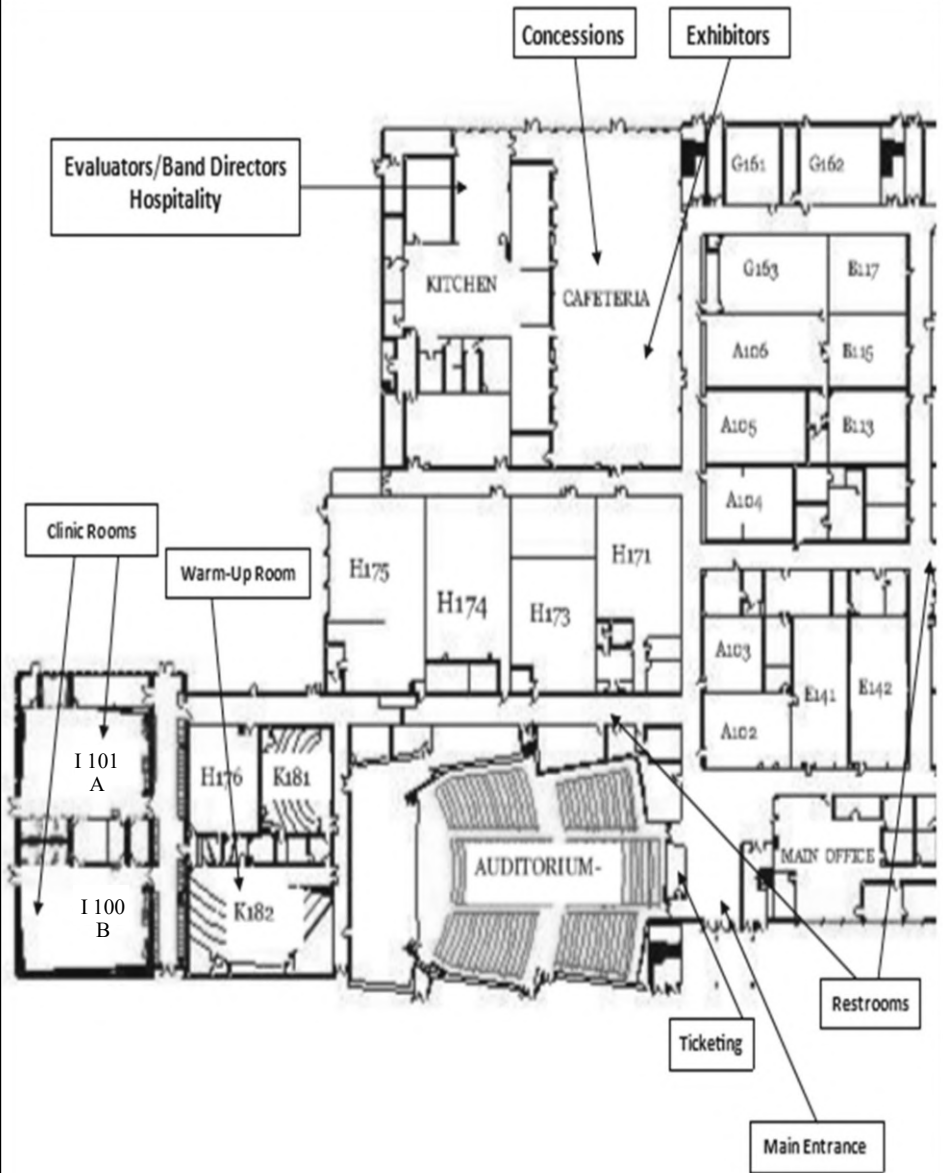 Concessions
Exhibitors
Evaluators/Band Directors
Hospitality
G161
G162
KITCHEN
CAFETERIA
G163
B117
A106
B115
A105
B113
A104
Clinic Rooms
Warm-Up Room
H175
H174
H173
H171
A103
E141
E142
A102
I 101
A
H176
K181
I 100
B
K182
AUDITORIUM-
MAIN OFFICE
Restrooms
Ticketing
Main Entrance